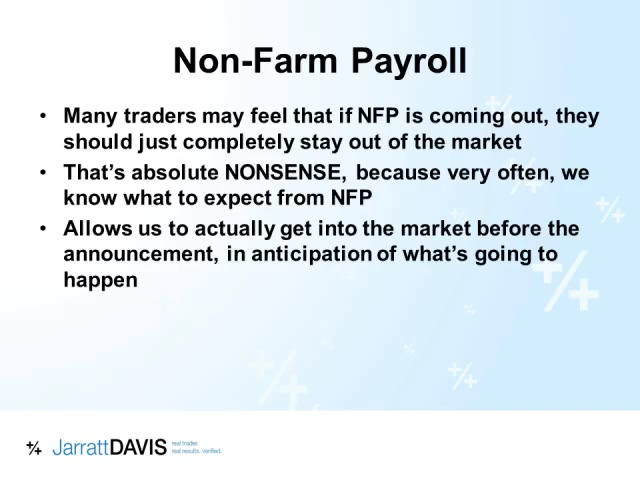 Non-Farm Payroll
• Many traders may feel that if NFP is coming out, they
should just completely stay out of the market
• That's absolute NONSENSE, because very often, we
know what to expect from NFP
• Allows us to actually get into the market before the
announcement, in anticipation of what's going to
happen
+⁄- JarrattDAVIS
real trades
real results. verified.